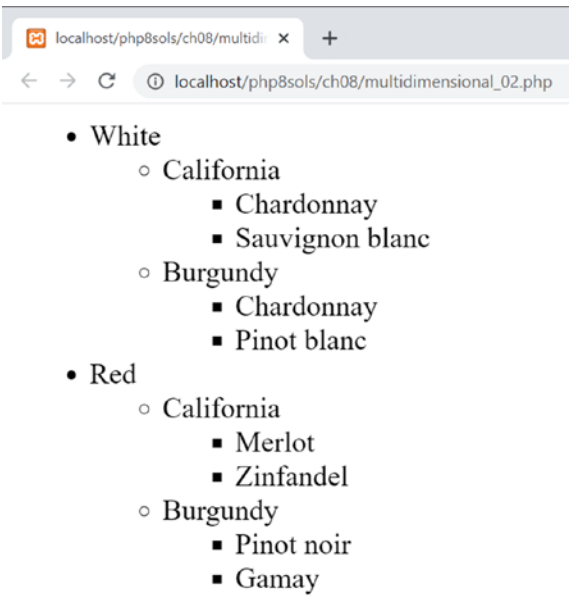 localhost/php8sols/ch08/multidi
localhost/php8sols/ch08/multidimensional_02.php
White
California
Chardonnay
Sauvignon blanc
Burgundy
Chardonnay
Pinot blanc
Red
California
Merlot
Zinfandel
Burgundy
Pinot noir
Gamay